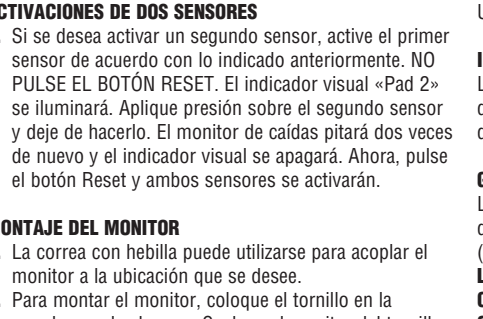 CTIVACIONES DE DOS SENSORES
Si se desea activar un segundo sensor, active el primer
sensor de acuerdo con lo indicado anteriormente. NO
PULSE EL BOTÓN RESET. El indicador visual «Pad 2»
se iluminará. Aplique presión sobre el segundo sensor
y deje de hacerlo. El monitor de caídas pitará dos veces
de nuevo y el indicador visual se apagará. Ahora, pulse
el botón Reset y ambos sensores se activarán.
ONTAJE DEL MONITOR
La correa con hebilla puede utilizarse para acoplar el
monitor a la ubicación que se desee.
Para montar el monitor, coloque el tornillo en la